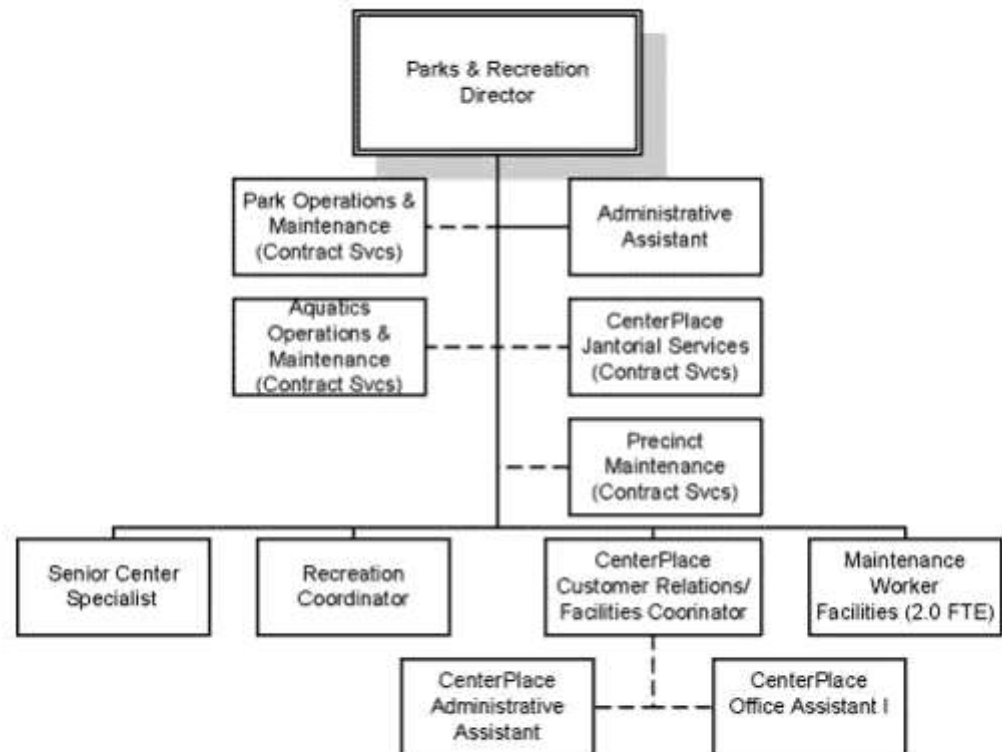 Parks & Recreation
Director
Park Operations &
Maintenance
(Contract Svcs)
Administrative
Assistant
Aquatics
Operations &
Maintenance
(Contract Svcs)
CenterPlace
Jantorial Services
(Contract Svcs)
Precinct
Maintenance
(Contract Svcs)
Senior Center
Specialist
Recreation
Coordinator
CenterPlace
Customer Relations/
Facilities Coorinator
Maintenance
Worker
Facilities (2.0 FTE)
CenterPlace
Administrative
Assistant
CenterPlace
Office Assistant I